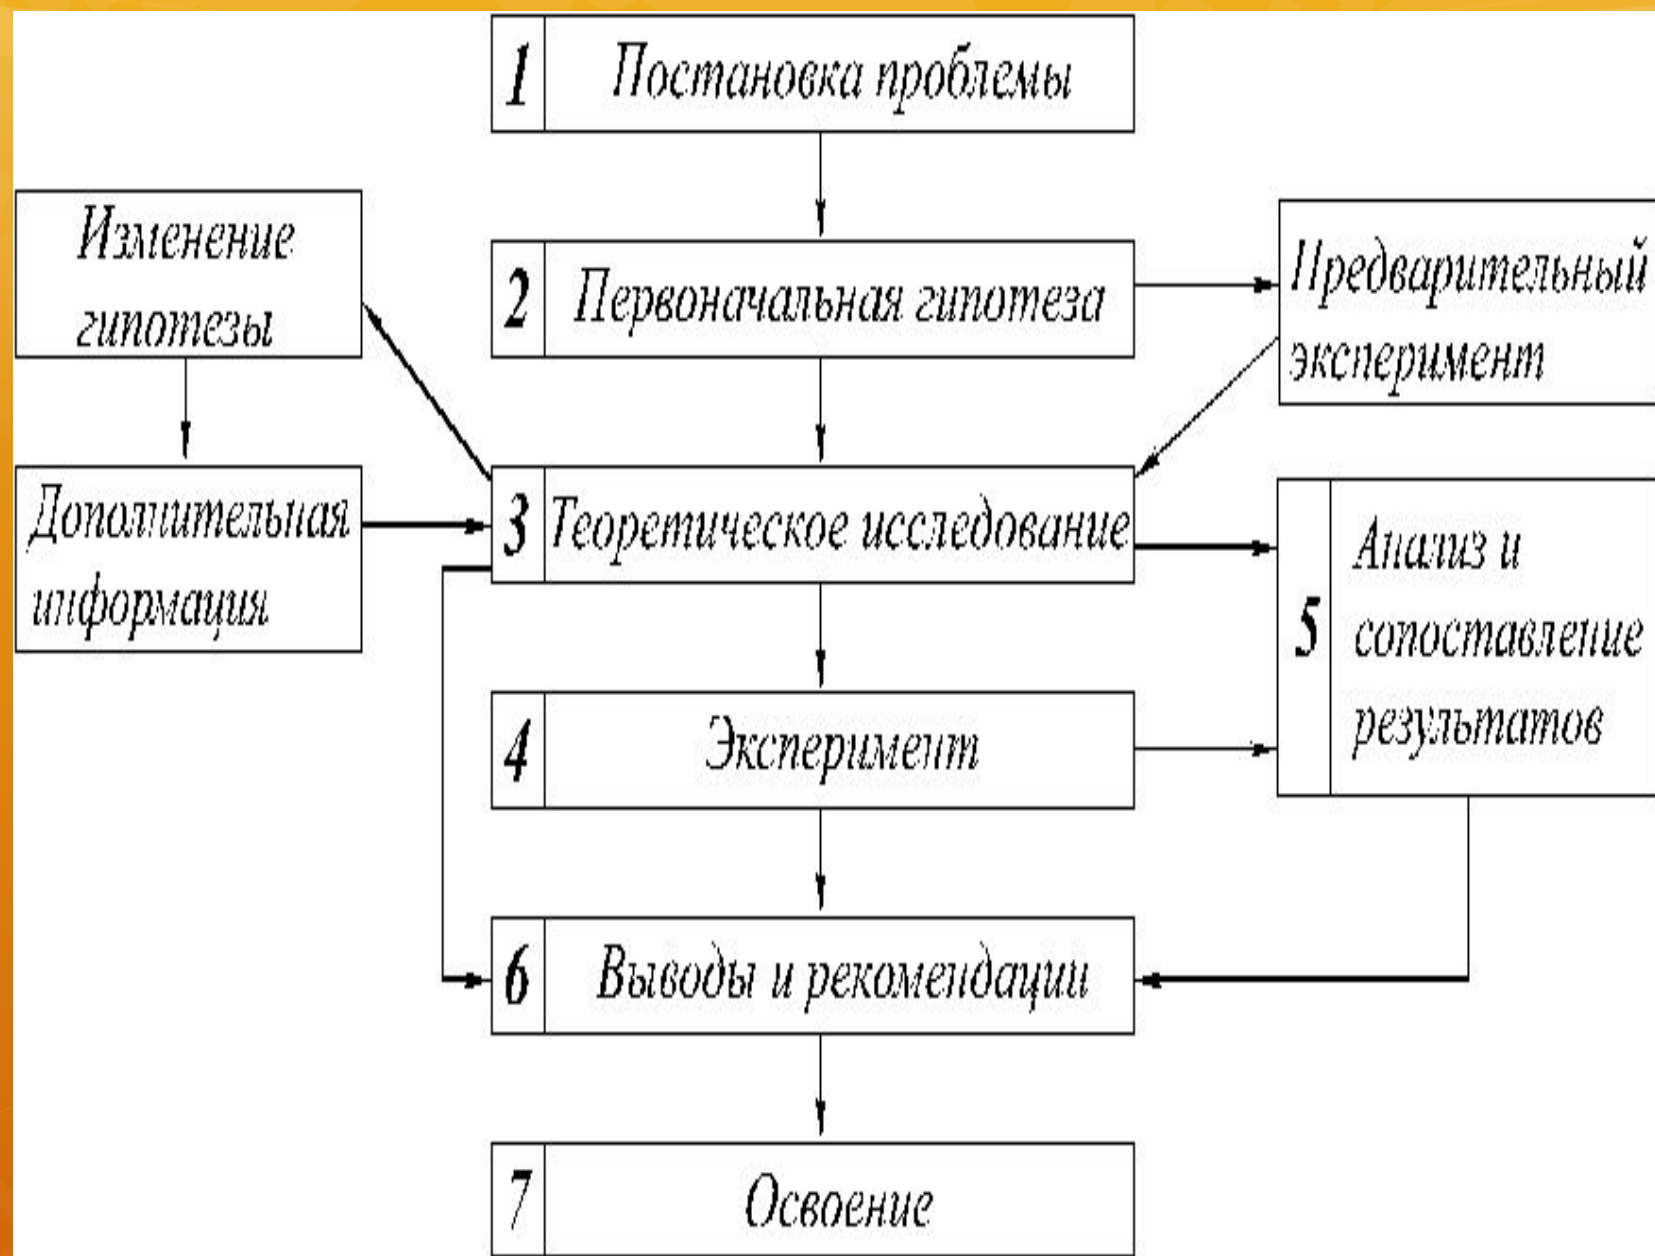 1 Постановка проблемы
Изменение
гипотезы
2 Первоначальная гипотеза
Предварительный
эксперимент
Дополнительная
информация
3 Теоретическое исследование
5
Анализ и
сопоставление
результатов
4 Эксперимент
6 Выводы и рекомендации
7 Освоение